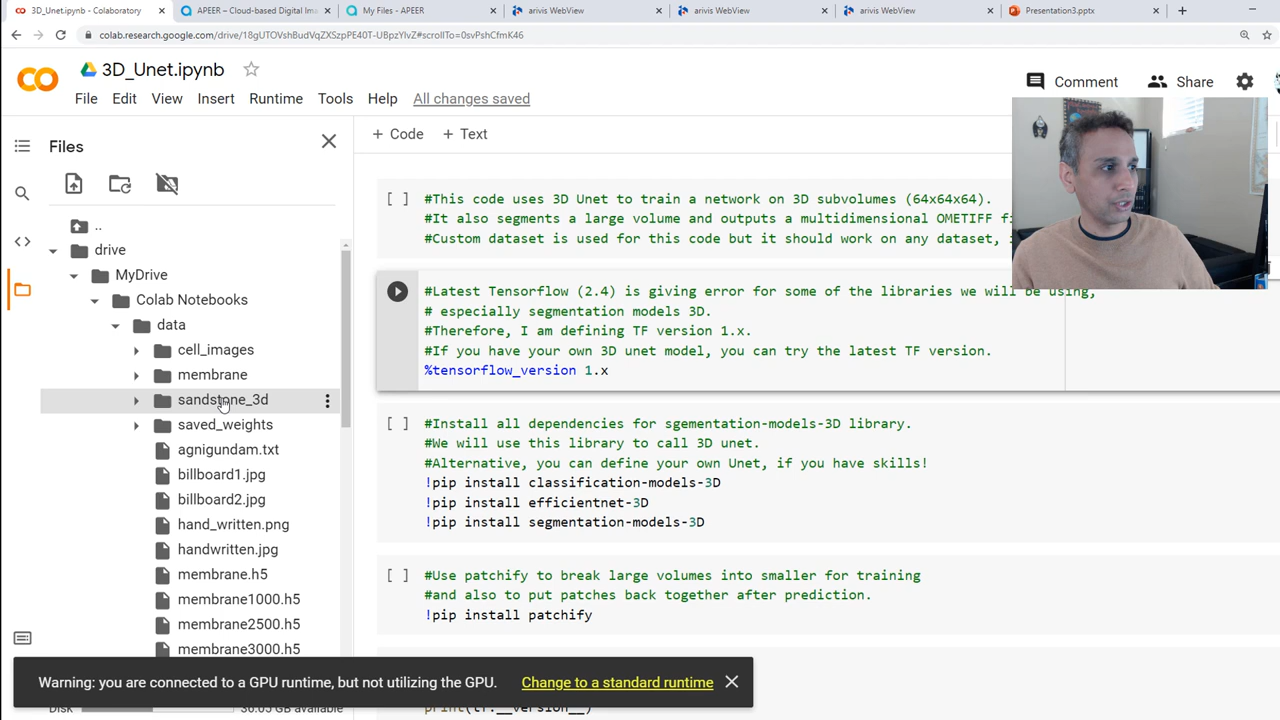 3D_Unet.ipynb - Colaboratory
APEER – Cloud-based Digital Ima
My Files - APEER
arivis WebView
arivis WebView
arivis WebView
Presentation3.pptx
colab.research.google.com/drive/18gUTOVshBudVqZXSzpPE40T-UBpzYlvZ#scrollTo=0svPshCfmK46
3D_Unet.ipynb
File Edit View Insert Runtime Tools Help All changes saved
Comment
Share
Files
+ Code + Text
..
drive
MyDrive
Colab Notebooks
data
cell_images
membrane
sandstone_3d
saved_weights
agnigundam.txt
billboard1.jpg
billboard2.jpg
hand_written.png
handwritten.jpg
membrane.h5
membrane1000.h5
membrane2500.h5
membrane3000.h5
[ ] #This code uses 3D Unet to train a network on 3D subvolumes (64x64x64).
#It also segments a large volume and outputs a multidimensional OMETIFF fi
#Custom dataset is used for this code but it should work on any dataset,
#Latest Tensorflow (2.4) is giving error for some of the libraries we will be using,
# especially segmentation models 3D.
#Therefore, I am defining TF version 1.x.
#If you have your own 3D unet model, you can try the latest TF version.
%tensorflow_version 1.x
[ ] #Install all dependencies for sgementation-models-3D library.
#We will use this library to call 3D unet.
#Alternative, you can define your own Unet, if you have skills!
!pip install classification-models-3D
!pip install efficientnet-3D
!pip install segmentation-models-3D
[ ] #Use patchify to break large volumes into smaller for training
#and also to put patches back together after prediction.
!pip install patchify
Warning: you are connected to a GPU runtime, but not utilizing the GPU. Change to a standard runtime
Disk 36.05 GB available
print(tf.__version__)